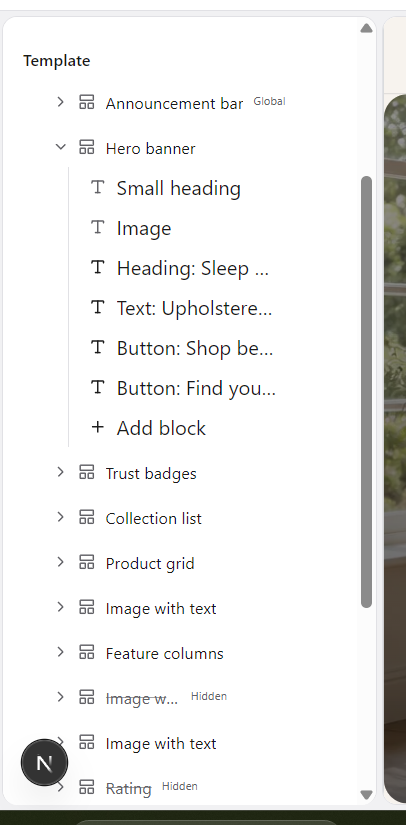 Template
Announcement bar Global
Hero banner
Small heading
Image
Heading: Sleep ...
Text: Upholstere...
Button: Shop be...
Button: Find you...
+ Add block
Trust badges
Collection list
Product grid
Image with text
Feature columns
Image w... Hidden
Image with text
N
Rating Hidden